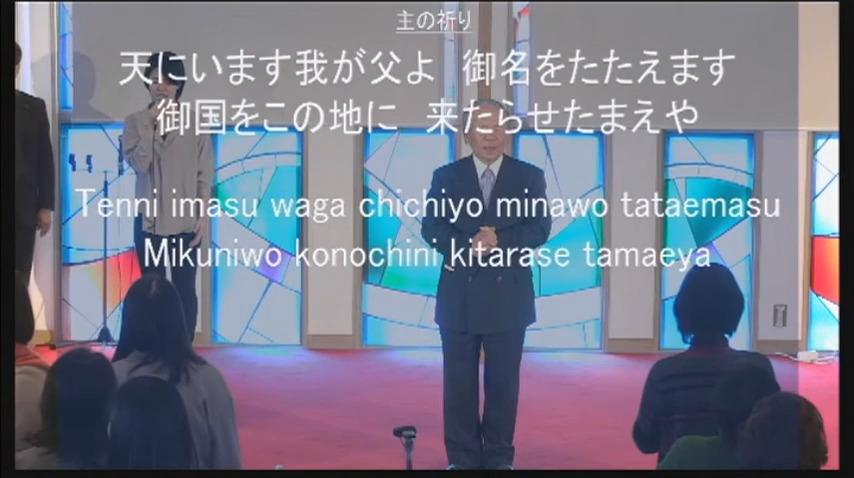 主の祈り
天にいます我が父よ 御名をたたえます
御国をこの地に 来たらせたまえや
Tenni imasu waga chichiyo minawo tataemasu
Mikuniwo konochini kitarase tamaeya